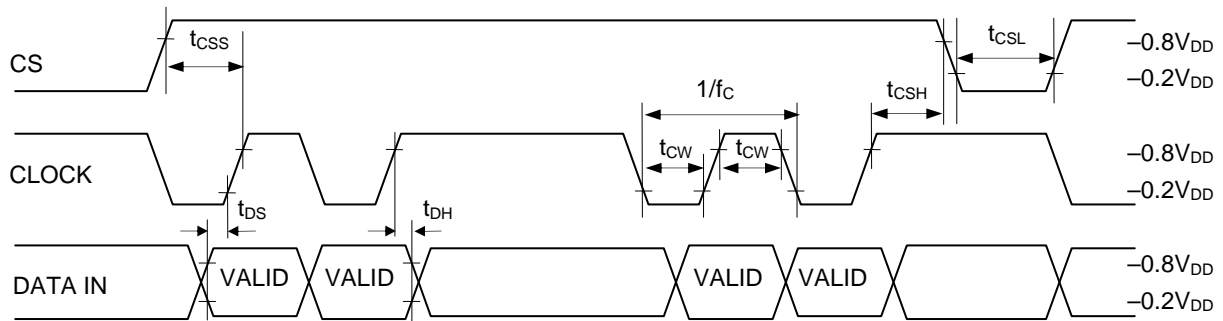 CS
tCSS
tCSL
–0.8VDD
–0.2VDD
1/fC
tCSH
CLOCK
tCW
tCW
–0.8VDD
–0.2VDD
tDS
tDH
DATA IN
VALID
VALID
VALID
VALID
–0.8VDD
–0.2VDD